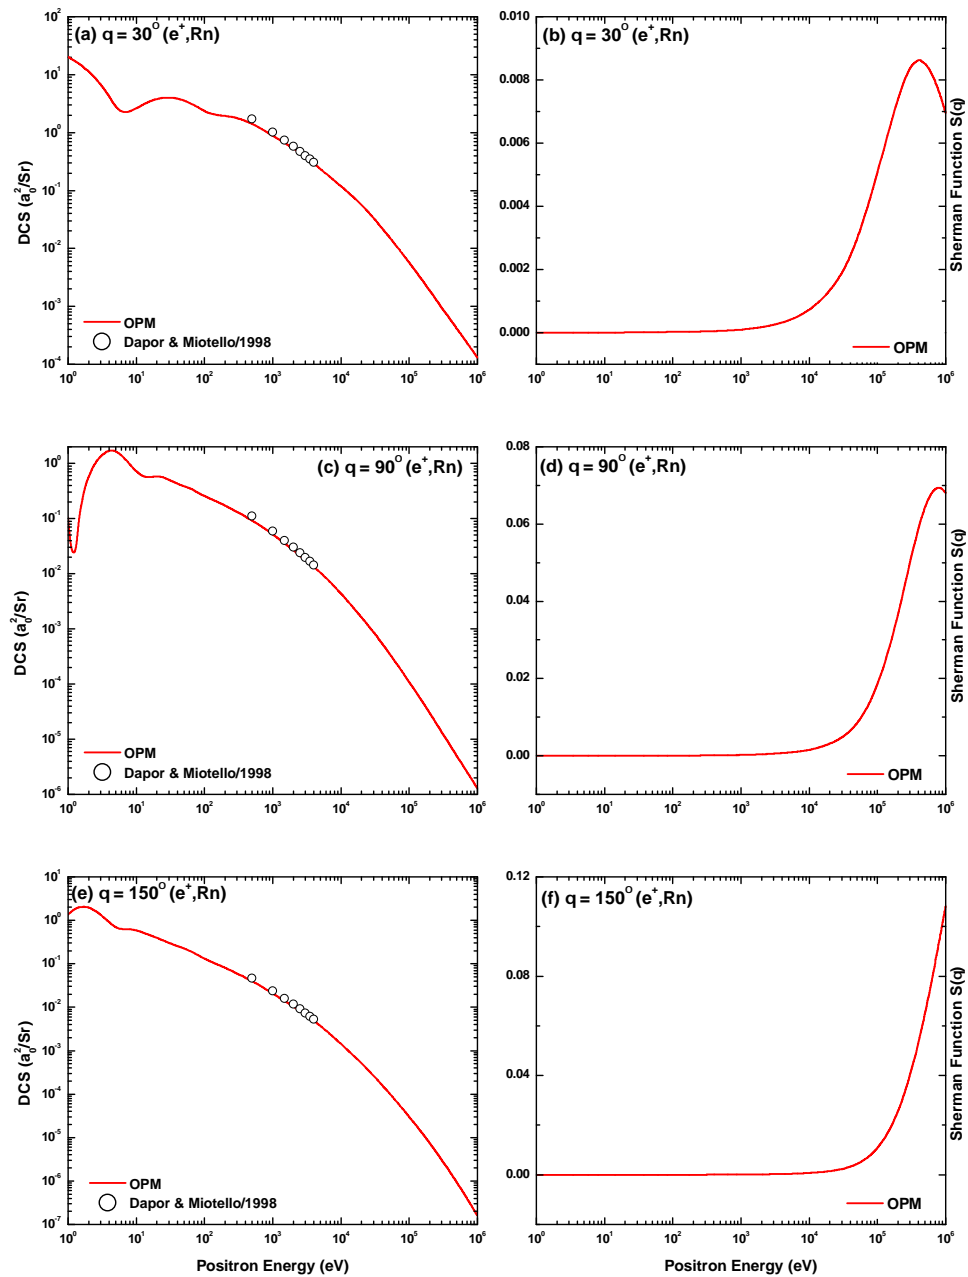 (a) q = 30° (e⁺,Rn)
10²
10¹
10⁰
10⁻¹
10⁻²
10⁻³
10⁻⁴
DCS (a₀²/Sr)
OPM
Dapor & Miotello/1998
10⁰ 10¹ 10² 10³ 10⁴ 10⁵ 10⁶
(b) q = 30° (e⁺,Rn)
0.010
0.008
0.006
0.004
0.002
0.000
Sherman Function S(q)
OPM
10⁰ 10¹ 10² 10³ 10⁴ 10⁵ 10⁶
(c) q = 90° (e⁺,Rn)
10⁰
10⁻¹
10⁻²
10⁻³
10⁻⁴
10⁻⁵
10⁻⁶
DCS (a₀²/Sr)
OPM
Dapor & Miotello/1998
10⁰ 10¹ 10² 10³ 10⁴ 10⁵ 10⁶
(d) q = 90° (e⁺,Rn)
0.08
0.06
0.04
0.02
0.00
Sherman Function S(q)
OPM
10⁰ 10¹ 10² 10³ 10⁴ 10⁵ 10⁶
(e) q = 150° (e⁺,Rn)
10¹
10⁰
10⁻¹
10⁻²
10⁻³
10⁻⁴
10⁻⁵
10⁻⁶
10⁻⁷
DCS (a₀²/Sr)
OPM
Dapor & Miotello/1998
10⁰ 10¹ 10² 10³ 10⁴ 10⁵ 10⁶
Positron Energy (eV)
(f) q = 150° (e⁺,Rn)
0.12
0.08
0.04
0.00
Sherman Function S(q)
OPM
10⁰ 10¹ 10² 10³ 10⁴ 10⁵ 10⁶
Positron Energy (eV)